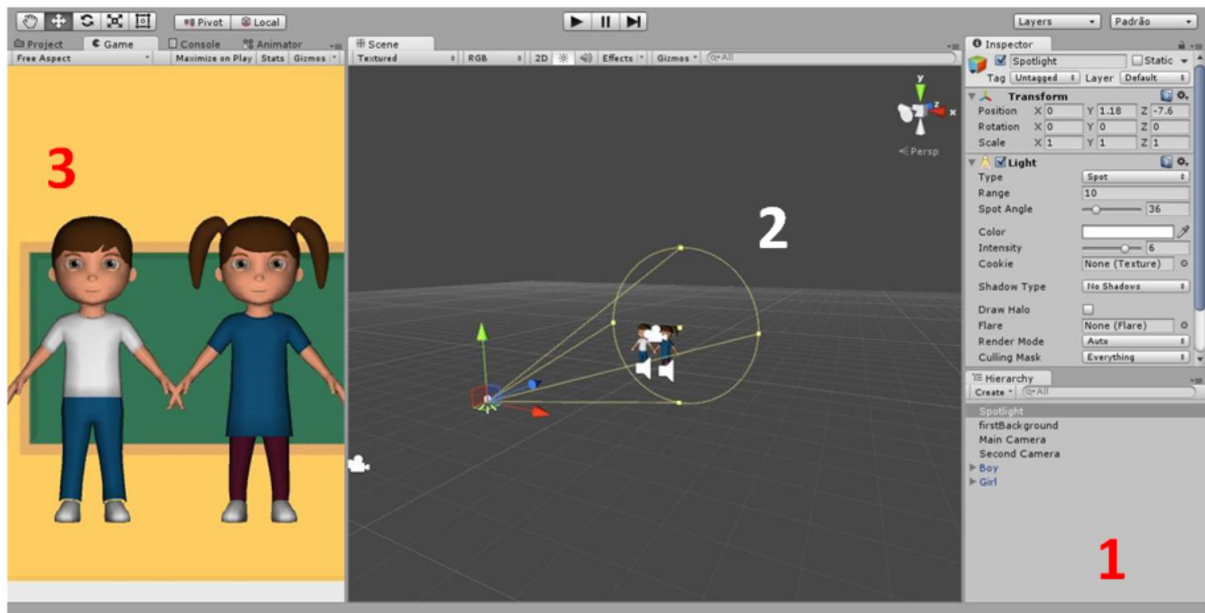 Pivot Local Layers Padrão
Project Game Console Animator
Free Aspect Maximize on Play Stats Gizmos
3
Scene
Textured RGB 2D Effects Gizmos All
y
z
x
Persp
2
Inspector
Spotlight Static
Tag Untagged Layer Default
Transform
Position X 0 Y 1.18 Z -7.6
Rotation X 0 Y 0 Z 0
Scale X 1 Y 1 Z 1
Light
Type Spot
Range 10
Spot Angle 36
Color
Intensity 6
Cookie None (Texture)
Shadow Type No Shadows
Draw Halo
Flare None (Flare)
Render Mode Auto
Culling Mask Everything
Hierarchy
Create All
Spotlight
firstBackground
Main Camera
Second Camera
Boy
Girl
1